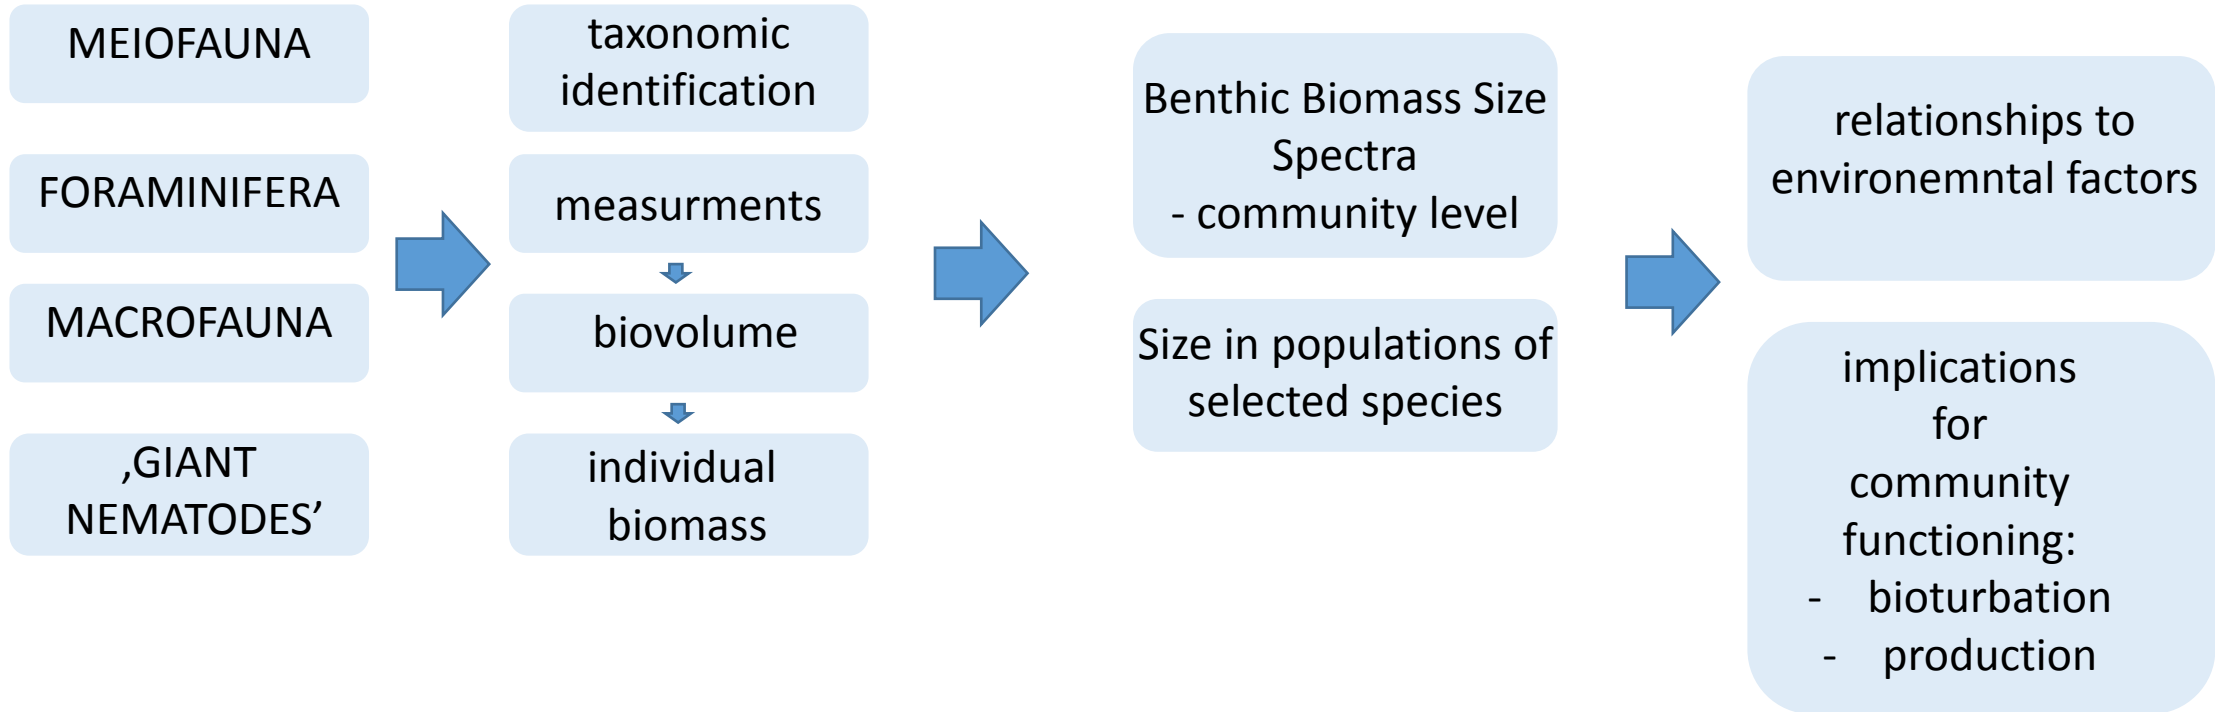 MEIOFAUNA
FORAMINIFERA
MACROFAUNA
‚GIANT
NEMATODES’
taxonomic
identification
measurments
biovolume
individual
biomass
Benthic Biomass Size
Spectra
- community level
Size in populations of
selected species
relationships to
environemntal factors
implications
for
community
functioning:
- bioturbation
- production